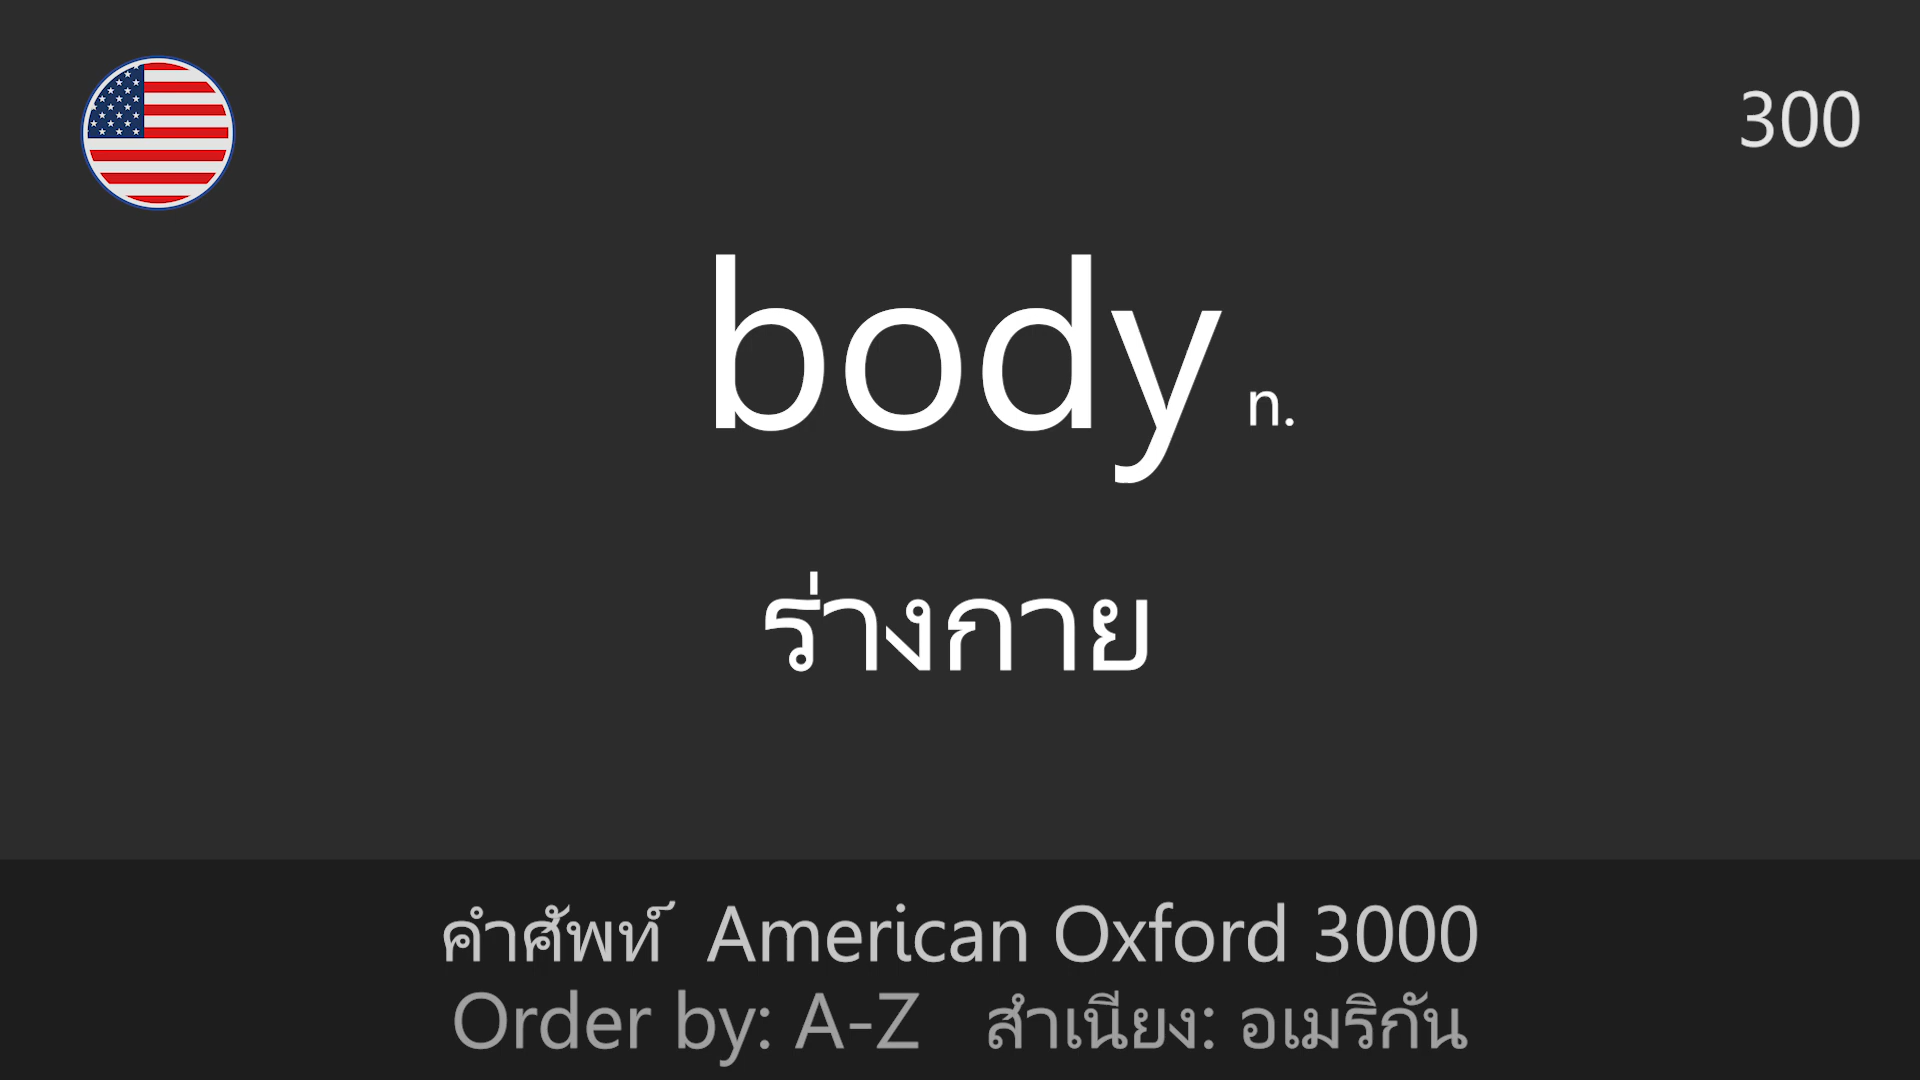 300
body n.
ร่างกาย
คำศัพท์ American Oxford 3000
Order by: A-Z สำเนียง: อเมริกัน